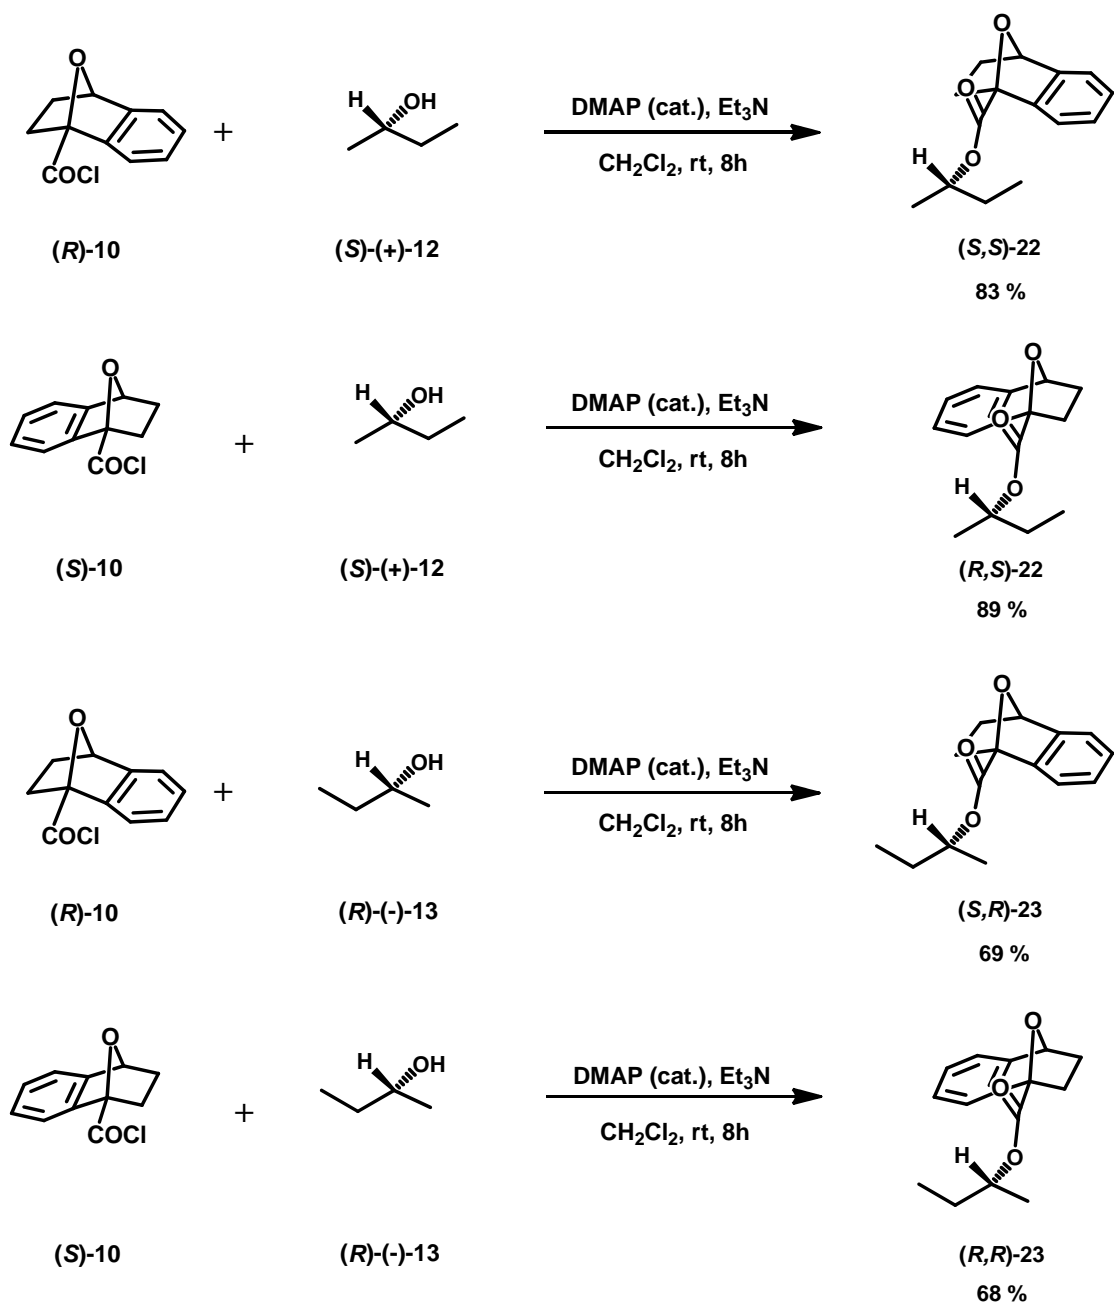 O
H
OH
+
DMAP (cat.), Et₃N
CH₂Cl₂, rt, 8h
COCl
O
O
O
H
(R)-10
(S)-(+)-12
(S,S)-22
83 %
O
H
OH
+
DMAP (cat.), Et₃N
CH₂Cl₂, rt, 8h
COCl
O
O
O
H
(S)-10
(S)-(+)-12
(R,S)-22
89 %
O
H
OH
+
DMAP (cat.), Et₃N
CH₂Cl₂, rt, 8h
COCl
O
O
O
H
(R)-10
(R)-(-)-13
(S,R)-23
69 %
O
H
OH
+
DMAP (cat.), Et₃N
CH₂Cl₂, rt, 8h
COCl
O
O
O
H
(S)-10
(R)-(-)-13
(R,R)-23
68 %